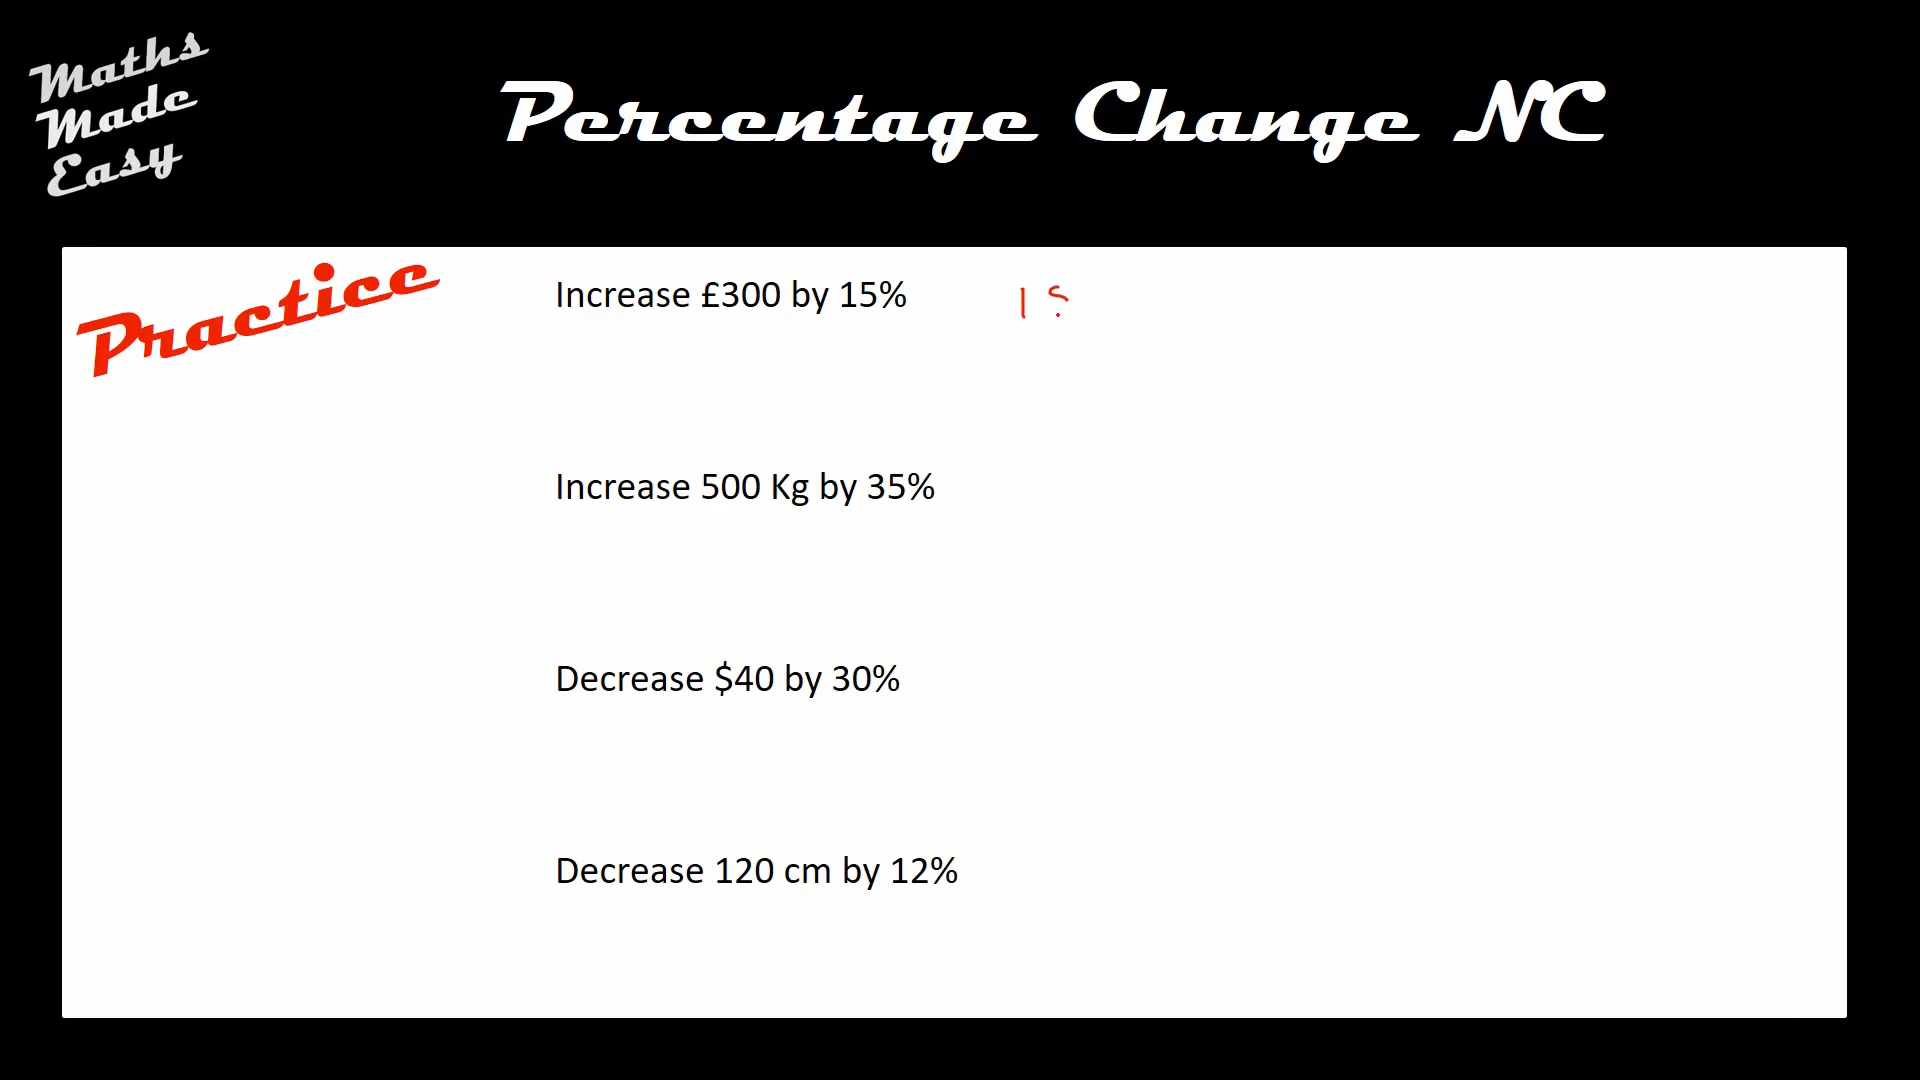 Maths
Made
Easy
Percentage Change NC
Practice
Increase £300 by 15%
Increase 500 Kg by 35%
Decrease $40 by 30%
Decrease 120 cm by 12%